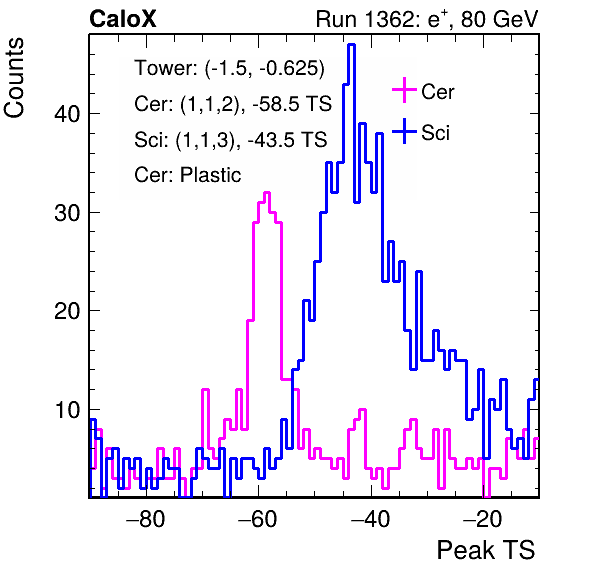 CaloX Run 1362: e+, 80 GeV
Counts
Tower: (-1.5, -0.625)
Cer: (1,1,2), -58.5 TS
Sci: (1,1,3), -43.5 TS
Cer: Plastic
Cer
Sci
40
30
20
10
−80 −60 −40 −20
Peak TS